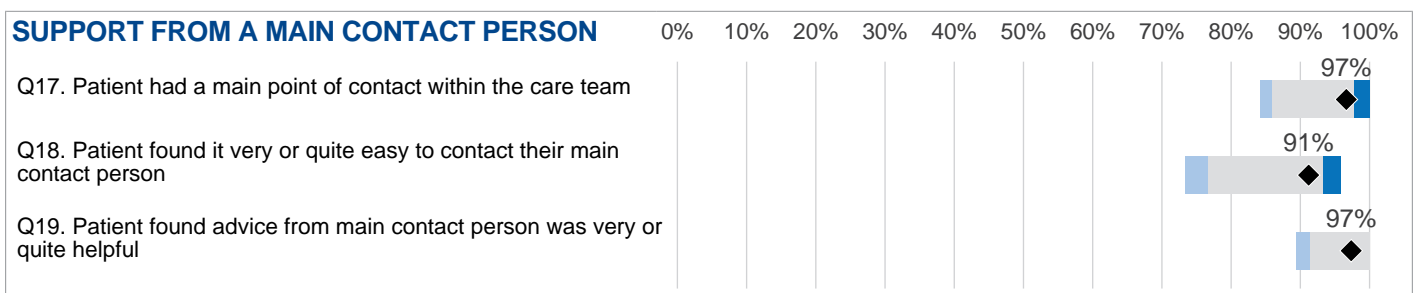 SUPPORT FROM A MAIN CONTACT PERSON 0% 10% 20% 30% 40% 50% 60% 70% 80% 90% 100%
97%
Q17. Patient had a main point of contact within the care team
91%
Q18. Patient found it very or quite easy to contact their main
contact person
97%
Q19. Patient found advice from main contact person was very or
quite helpful